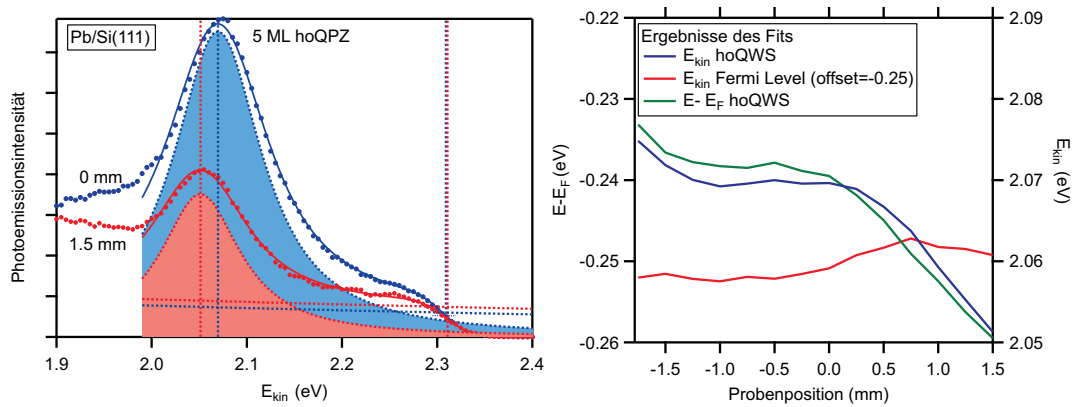 Pb/Si(111)
5 ML hoQPZ
0 mm
1.5 mm
Photoemissionsintensität
1.9
2.0
2.1
2.2
2.3
2.4
E_kin (eV)
-0.22
-0.23
-0.24
-0.25
-0.26
E-E_F (eV)
Ergebnisse des Fits
E_kin hoQWS
E_kin Fermi Level (offset=-0.25)
E- E_F hoQWS
2.09
2.08
2.07
2.06
2.05
E_kin (eV)
-1.5
-1.0
-0.5
0.0
0.5
1.0
1.5
Probenposition (mm)